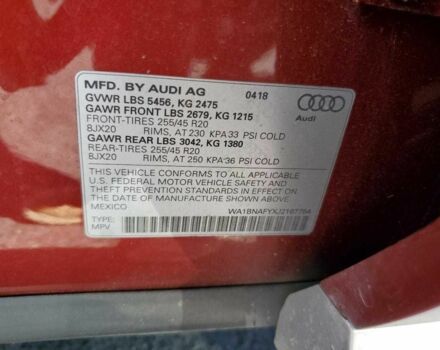 MFD. BY AUDI AG 0418
GVWR LBS 5456, KG 2475
GAWR FRONT LBS 2679, KG 1215
FRONT-TIRES 255/45 R20
8JX20 RIMS, AT 230 KPA 33 PSI COLD
GAWR REAR LBS 3042, KG 1380
REAR-TIRES 255/45 R20
8JX20 RIMS, AT 250 KPA 36 PSI COLD
Audi
THIS VEHICLE CONFORMS TO ALL APPLICABLE
U.S. FEDERAL MOTOR VEHICLE SAFETY AND
THEFT PREVENTION STANDARDS IN EFFECT ON
THE DATE OF MANUFACTURE SHOWN ABOVE
MEXICO
TYPE:
MPV